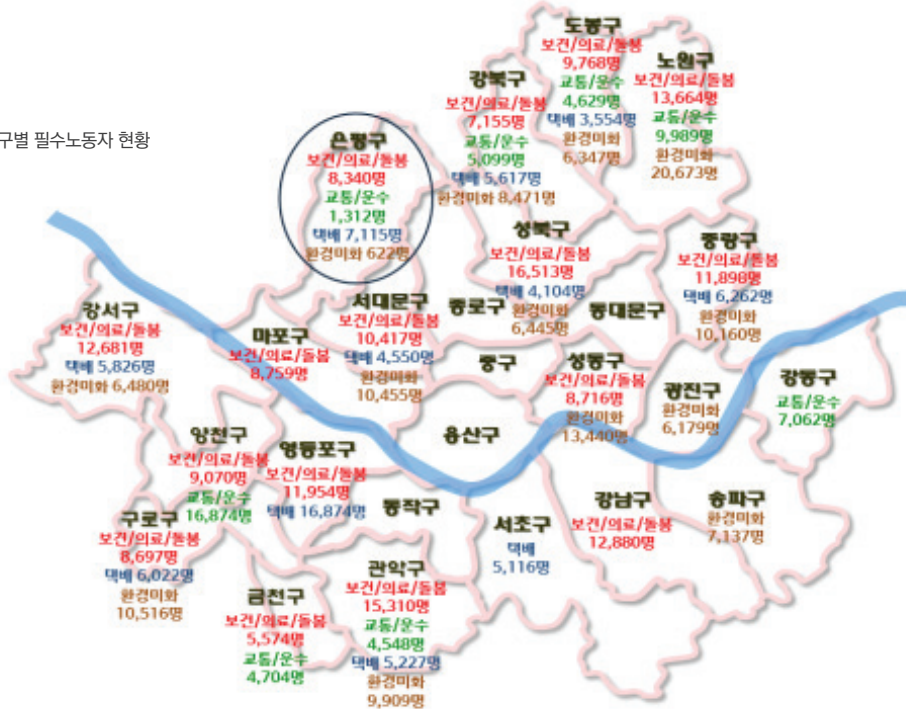 구별 필수노동자 현황
도봉구
보건/의료/돌봄
9,768명
교통/운수
4,629명
택배 3,554명
환경미화
6,347명
노원구
보건/의료/돌봄
13,664명
교통/운수
9,989명
환경미화
20,673명
강북구
보건/의료/돌봄
7,155명
교통/운수
5,099명
택배 5,617명
환경미화 8,471명
은평구
보건/의료/돌봄
8,340명
교통/운수
1,312명
택배 7,115명
환경미화 622명
성북구
보건/의료/돌봄
16,513명
택배 4,104명
환경미화
6,445명
중랑구
보건/의료/돌봄
11,898명
택배 6,262명
환경미화
10,160명
강서구
보건/의료/돌봄
12,681명
택배 5,826명
환경미화 6,480명
마포구
보건/의료/돌봄
8,759명
서대문구
보건/의료/돌봄
10,417명
택배 4,550명
환경미화
10,455명
종로구
동대문구
중구
성동구
보건/의료/돌봄
8,716명
환경미화
13,440명
광진구
환경미화
6,179명
강동구
교통/운수
7,062명
양천구
보건/의료/돌봄
9,070명
교통/운수
16,874명
영등포구
보건/의료/돌봄
11,954명
택배 16,874명
용산구
동작구
서초구
택배
5,116명
강남구
보건/의료/돌봄
12,880명
송파구
환경미화
7,137명
구로구
보건/의료/돌봄
8,697명
택배 6,022명
환경미화
10,516명
금천구
보건/의료/돌봄
5,574명
교통/운수
4,704명
관악구
보건/의료/돌봄
15,310명
교통/운수
4,548명
택배 5,227명
환경미화
9,909명